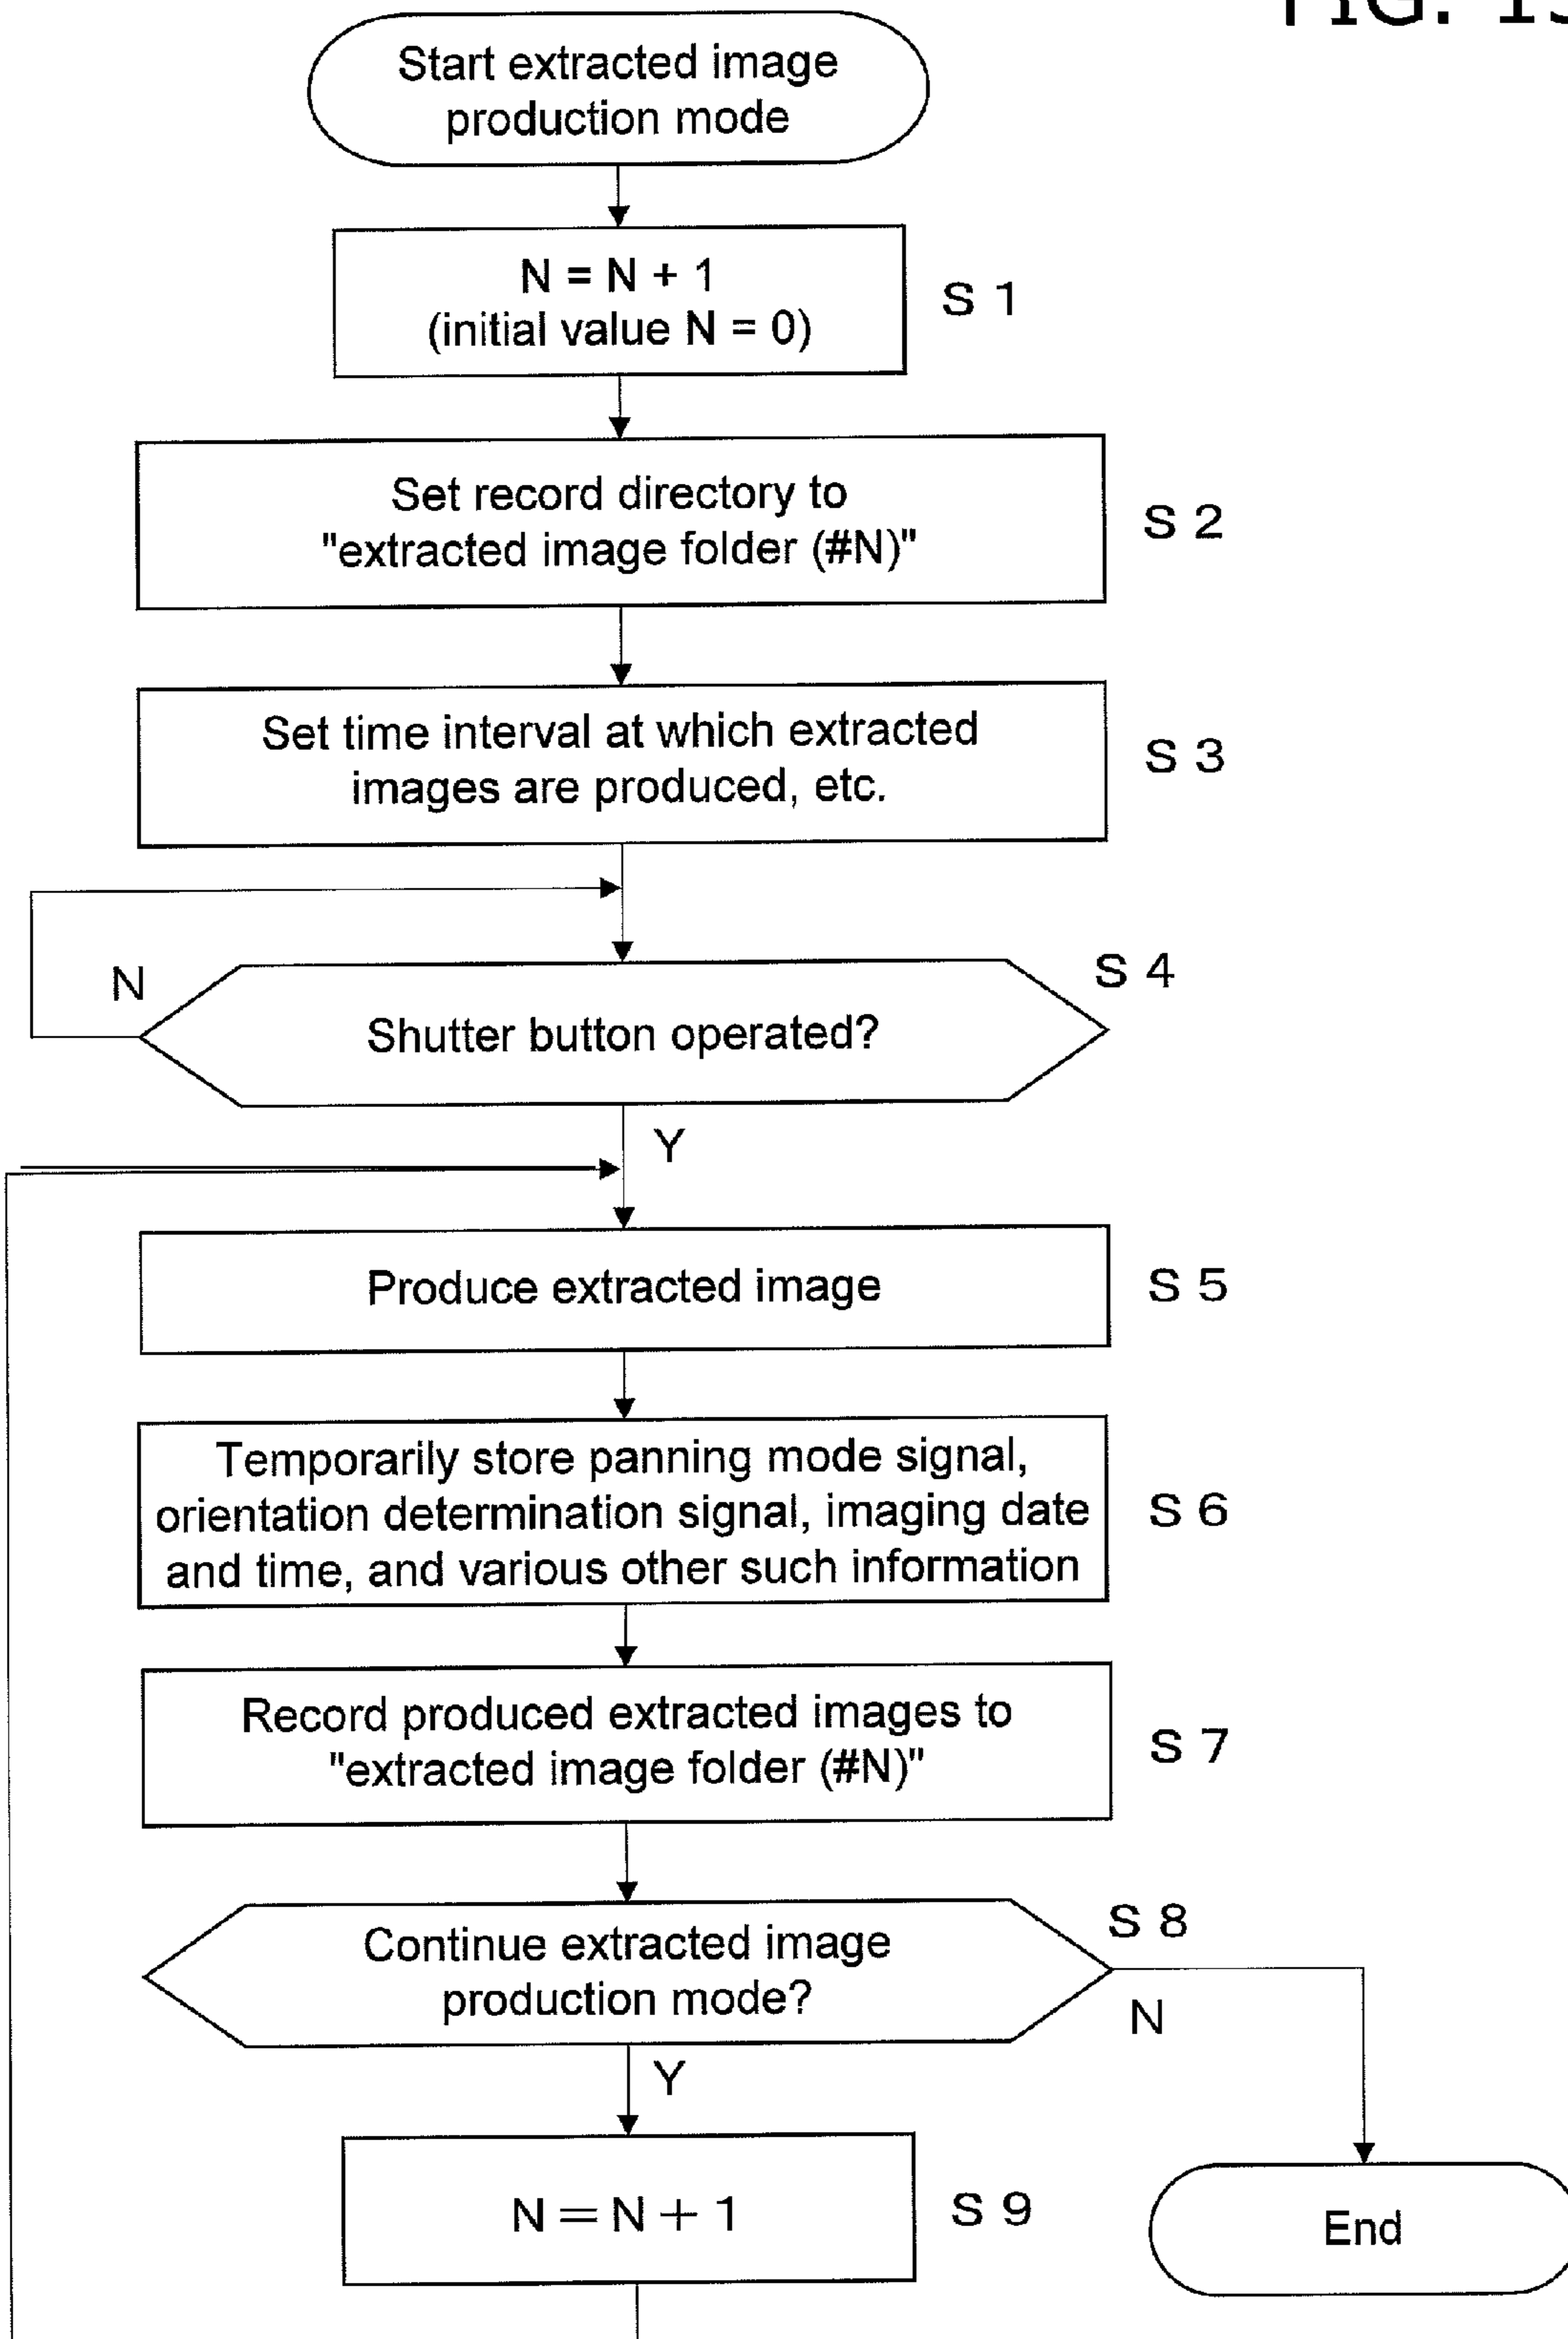 FIG.
Start extracted image
production mode
N = N + 1
(initial value N = 0)
S 1
Set record directory to
"extracted image folder (#N)"
S 2
Set time interval at which extracted
images are produced, etc.
S 3
N
S 4
Shutter button operated?
Y
Produce extracted image
S 5
Temporarily store panning mode signal,
orientation determination signal, imaging date
and time, and various other such information
S 6
Record produced extracted images to
"extracted image folder (#N)"
S 7
S 8
Continue extracted image
production mode?
N
Y
N = N + 1
S 9
End